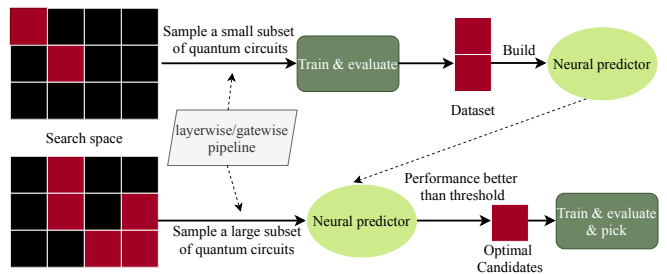 Sample a small subset
of quantum circuits
Train & evaluate
Build
Neural predictor
Dataset
Search space
layerwise/gatewise
pipeline
Performance better
than threshold
Sample a large subset
of quantum circuits
Neural predictor
Optimal
Candidates
Train & evaluate
& pick